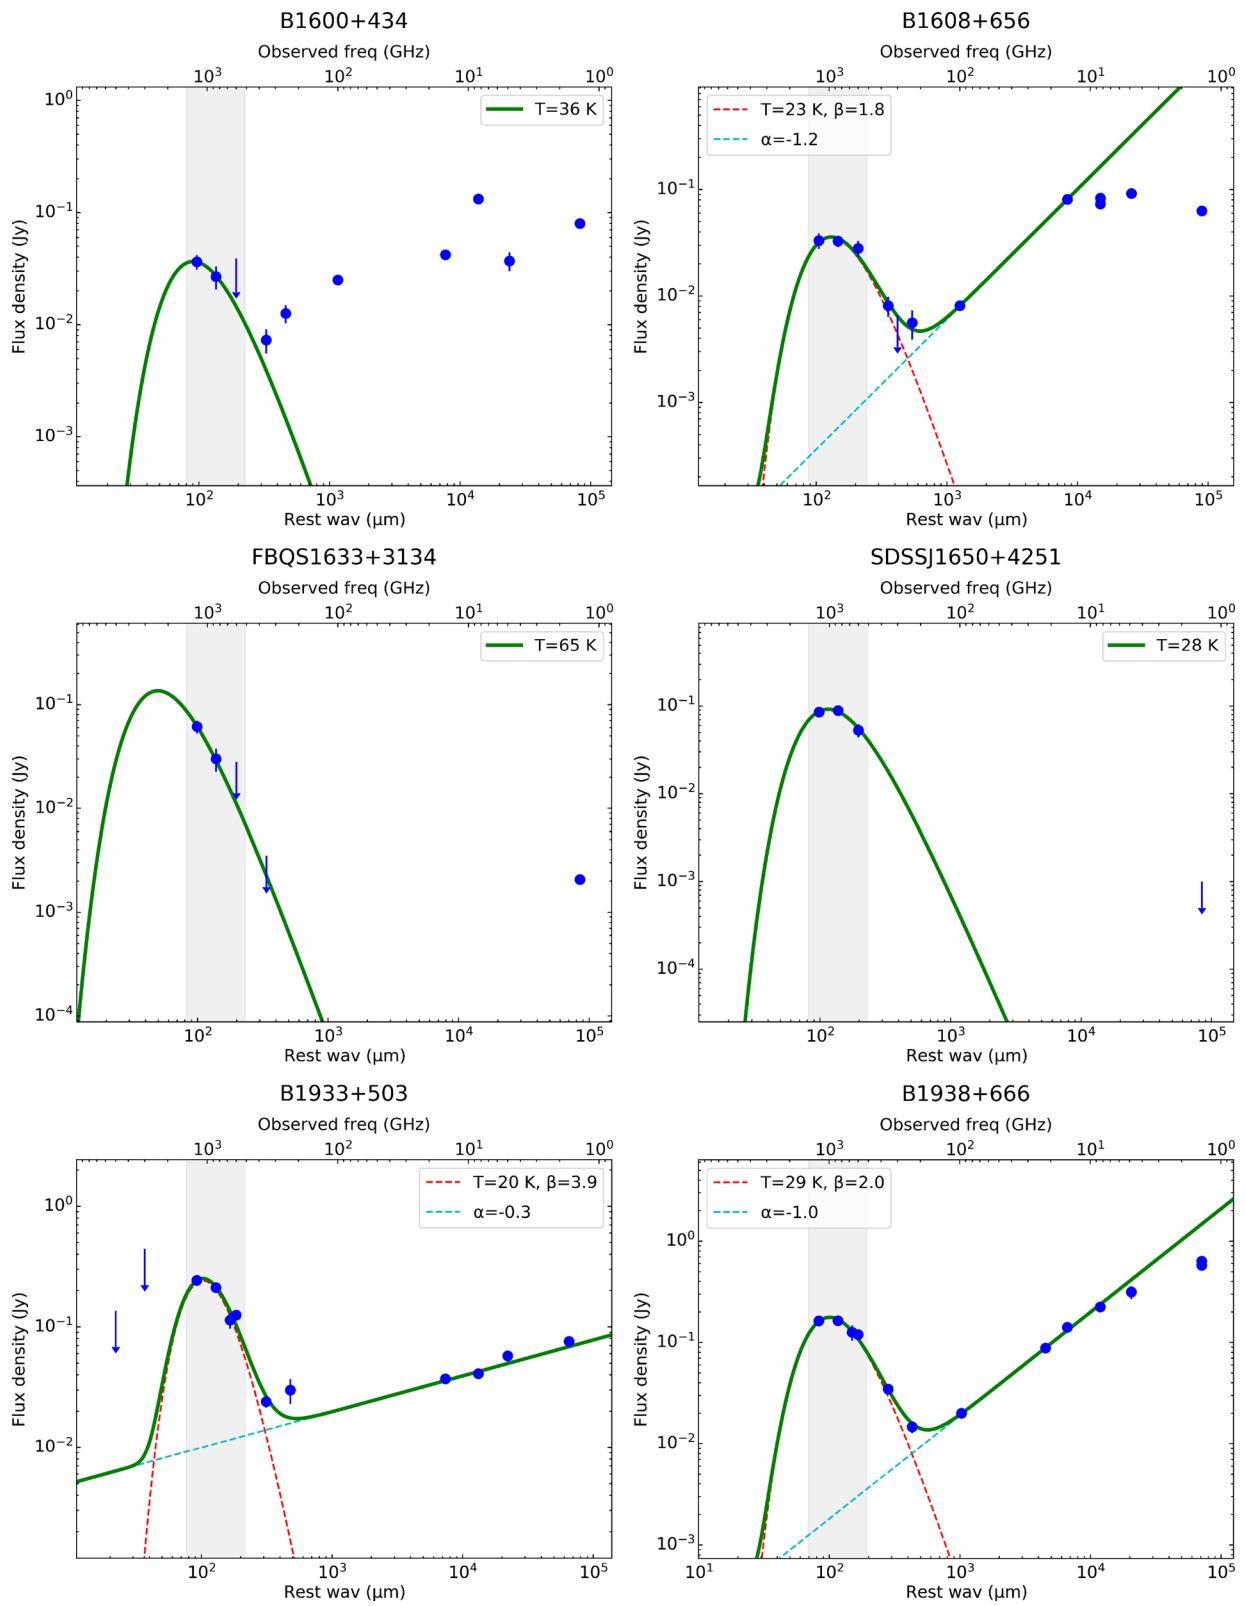 B1600+434
Observed freq (GHz)
10³ 10² 10¹ 10⁰
T=36 K
10⁰
10⁻¹
10⁻²
10⁻³
Flux density (Jy)
10² 10³ 10⁴ 10⁵
Rest wav (μm)
B1608+656
Observed freq (GHz)
10³ 10² 10¹ 10⁰
T=23 K, β=1.8
α=-1.2
10⁻¹
10⁻²
10⁻³
Flux density (Jy)
10² 10³ 10⁴ 10⁵
Rest wav (μm)
FBQS1633+3134
Observed freq (GHz)
10³ 10² 10¹ 10⁰
T=65 K
10⁻¹
10⁻²
10⁻³
10⁻⁴
Flux density (Jy)
10² 10³ 10⁴ 10⁵
Rest wav (μm)
SDSSJ1650+4251
Observed freq (GHz)
10³ 10² 10¹ 10⁰
T=28 K
10⁻¹
10⁻²
10⁻³
10⁻⁴
Flux density (Jy)
10² 10³ 10⁴ 10⁵
Rest wav (μm)
B1933+503
Observed freq (GHz)
10³ 10² 10¹ 10⁰
T=20 K, β=3.9
α=-0.3
10⁰
10⁻¹
10⁻²
Flux density (Jy)
10² 10³ 10⁴ 10⁵
Rest wav (μm)
B1938+666
Observed freq (GHz)
10³ 10² 10¹ 10⁰
T=29 K, β=2.0
α=-1.0
10⁰
10⁻¹
10⁻²
10⁻³
Flux density (Jy)
10¹ 10² 10³ 10⁴ 10⁵
Rest wav (μm)